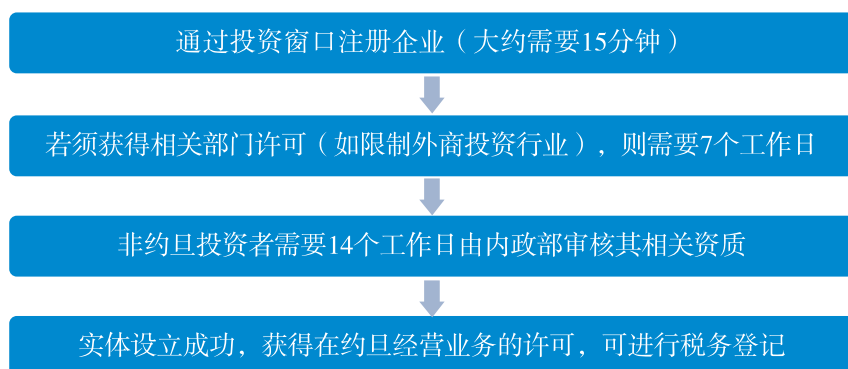 通过投资窗口注册企业（大约需要15分钟）
若须获得相关部门许可（如限制外商投资行业），则需要7个工作日
非约旦投资者需要14个工作日由内政部审核其相关资质
实体设立成功，获得在约旦经营业务的许可，可进行税务登记